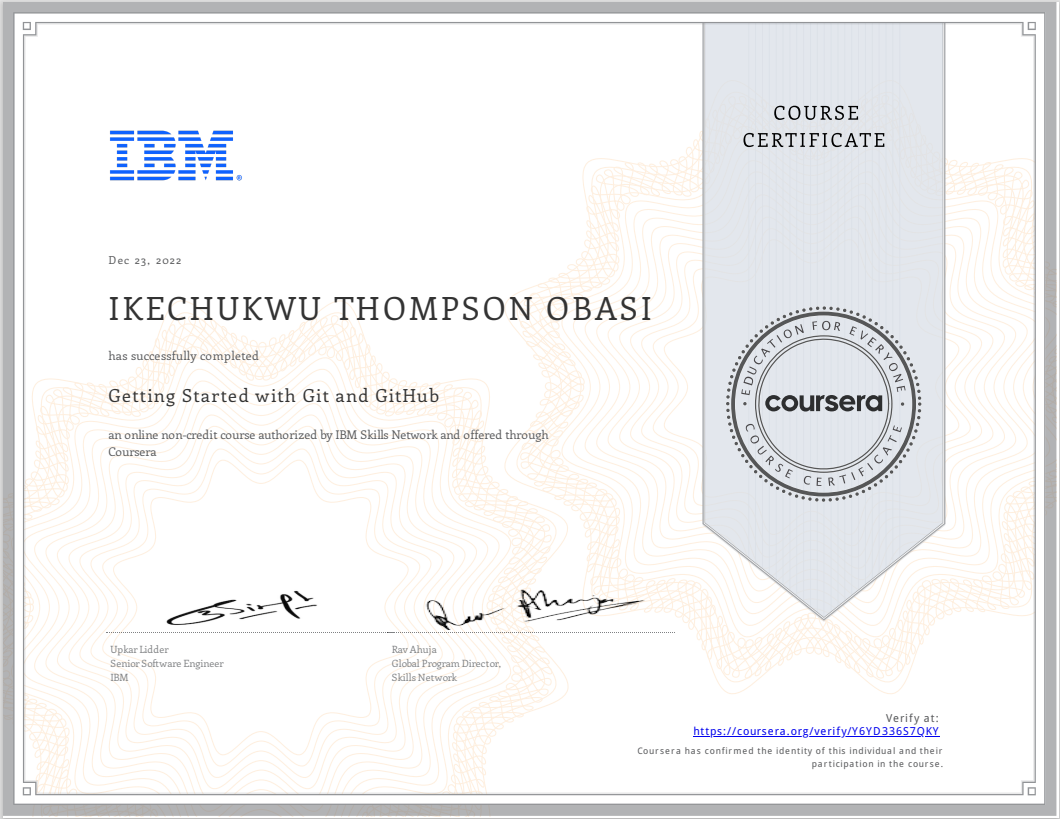 COURSE
CERTIFICATE
IBM®
Dec 23, 2022
IKECHUKWU THOMPSON OBASI
has successfully completed
Getting Started with Git and GitHub
an online non-credit course authorized by IBM Skills Network and offered through
Coursera
EDUCATION FOR EVERYONE
coursera
COURSE CERTIFICATE
Upkar Lidder
Senior Software Engineer
IBM
Rav Ahuja
Global Program Director,
Skills Network
Verify at:
https://coursera.org/verify/Y6YD336S7QKY
Coursera has confirmed the identity of this individual and their
participation in the course.